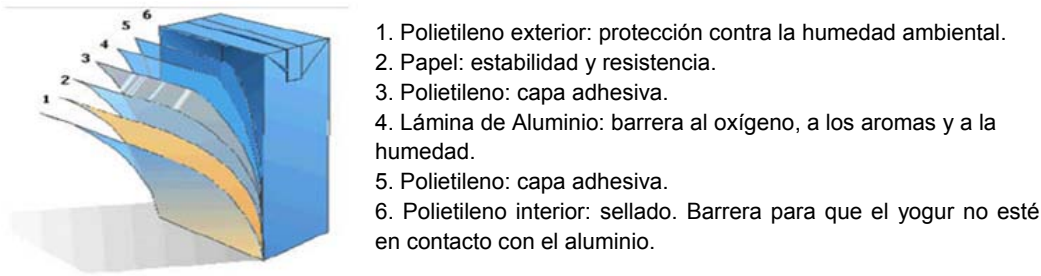 6
5
4
3
2
1
1. Polietileno exterior: protección contra la humedad ambiental.
2. Papel: estabilidad y resistencia.
3. Polietileno: capa adhesiva.
4. Lámina de Aluminio: barrera al oxígeno, a los aromas y a la
humedad.
5. Polietileno: capa adhesiva.
6. Polietileno interior: sellado. Barrera para que el yogur no esté
en contacto con el aluminio.